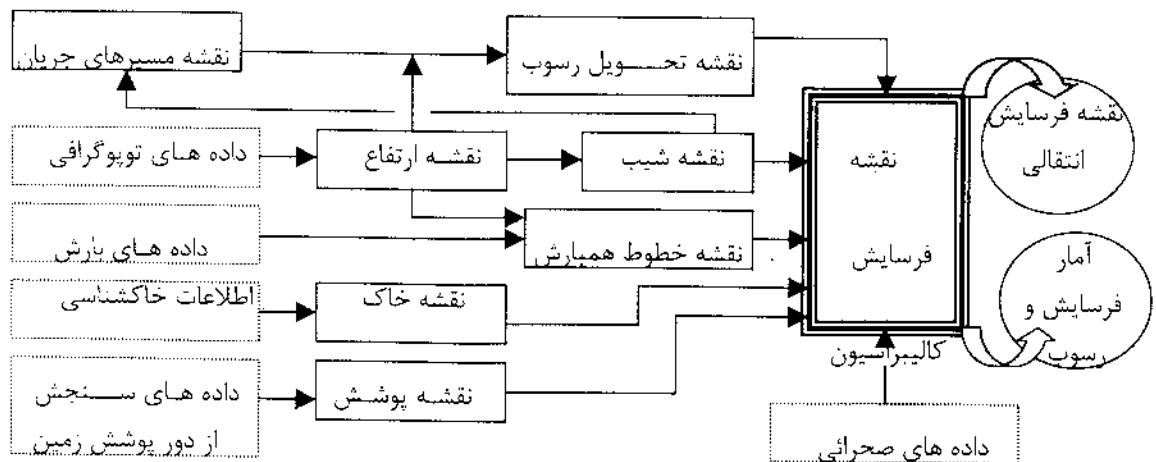 نقشه مسیرهای جریان
نقشه تحویل رسوب
نقشه فرسایش
انتقالی
داده های توپوگرافی
نقشه ارتفاع
نقشه شیب
نقشه
فرسایش
داده های بارش
نقشه خطوط همبارش
آمار
فرسایش و
رسوب
اطلاعات خاکشناسی
نقشه خاک
کالیبراسیون
داده های سنجش
از دور پوشش زمین
نقشه پوشش
داده های صحرائی